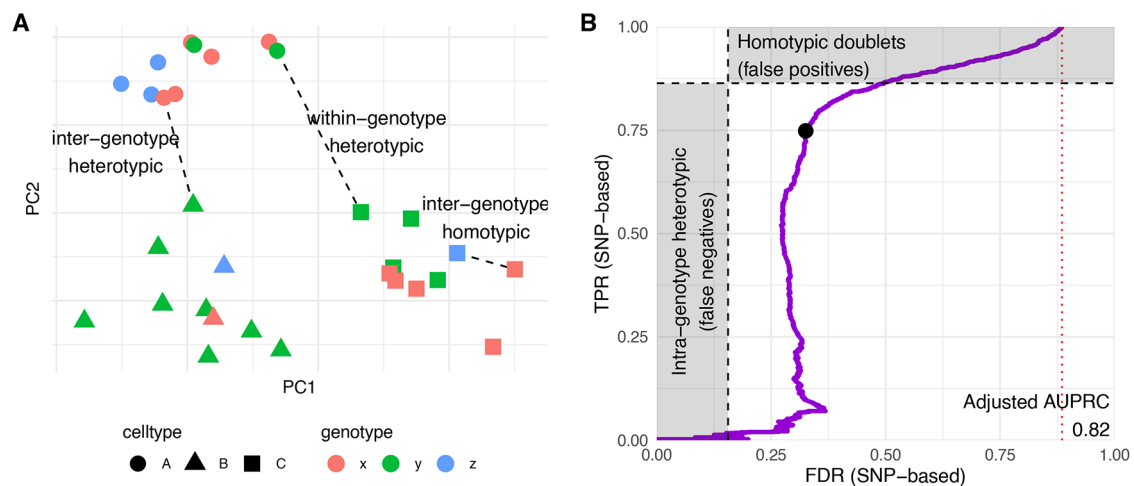 A
PC2
inter-genotype
heterotypic
within-genotype
heterotypic
inter-genotype
homotypic
PC1
celltype
A
B
C
genotype
x
y
z
B
TPR (SNP-based)
1.00
0.75
0.50
0.25
0.00
Homotypic doublets
(false positives)
Intra-genotype heterotypic
(false negatives)
Adjusted AUPRC
0.82
0.00
0.25
0.50
0.75
1.00
FDR (SNP-based)